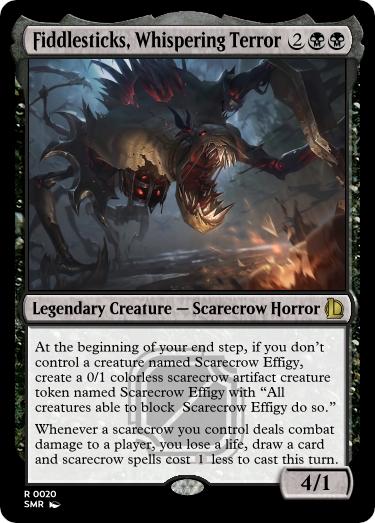 Fiddlesticks, Whispering Terror 2
Legendary Creature — Scarecrow Horror
At the beginning of your end step, if you don't
control a creature named Scarecrow Effigy,
create a 0/1 colorless scarecrow artifact creature
token named Scarecrow Effigy with “All
creatures able to block Scarecrow Effigy do so.”
Whenever a scarecrow you control deals combat
damage to a player, you lose a life, draw a card
and scarecrow spells cost 1 less to cast this turn.
4/1
R 0020
SMR